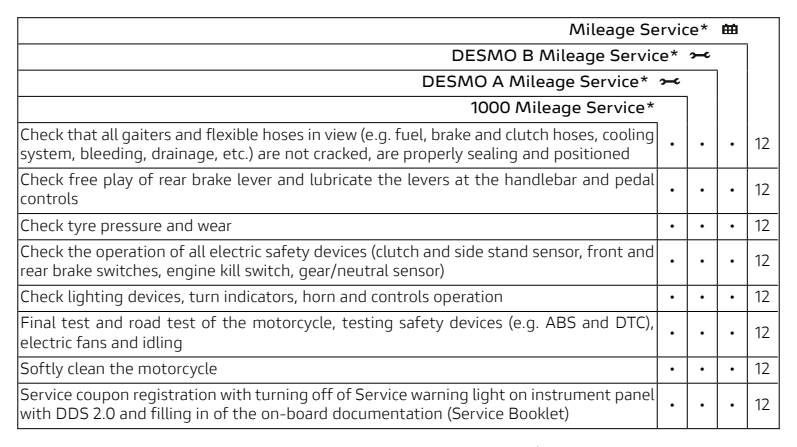 Mileage Service*
DESMO B Mileage Service*
DESMO A Mileage Service*
1000 Mileage Service*
Check that all gaiters and flexible hoses in view (e.g. fuel, brake and clutch hoses, cooling
system, bleeding, drainage, etc.) are not cracked, are properly sealing and positioned • • • 12
Check free play of rear brake lever and lubricate the levers at the handlebar and pedal
controls • • • 12
Check tyre pressure and wear • • • 12
Check the operation of all electric safety devices (clutch and side stand sensor, front and
rear brake switches, engine kill switch, gear/neutral sensor) • • • 12
Check lighting devices, turn indicators, horn and controls operation • • • 12
Final test and road test of the motorcycle, testing safety devices (e.g. ABS and DTC),
electric fans and idling • • • 12
Softly clean the motorcycle • • • 12
Service coupon registration with turning off of Service warning light on instrument panel
with DDS 2.0 and filling in of the on-board documentation (Service Booklet) • • • 12